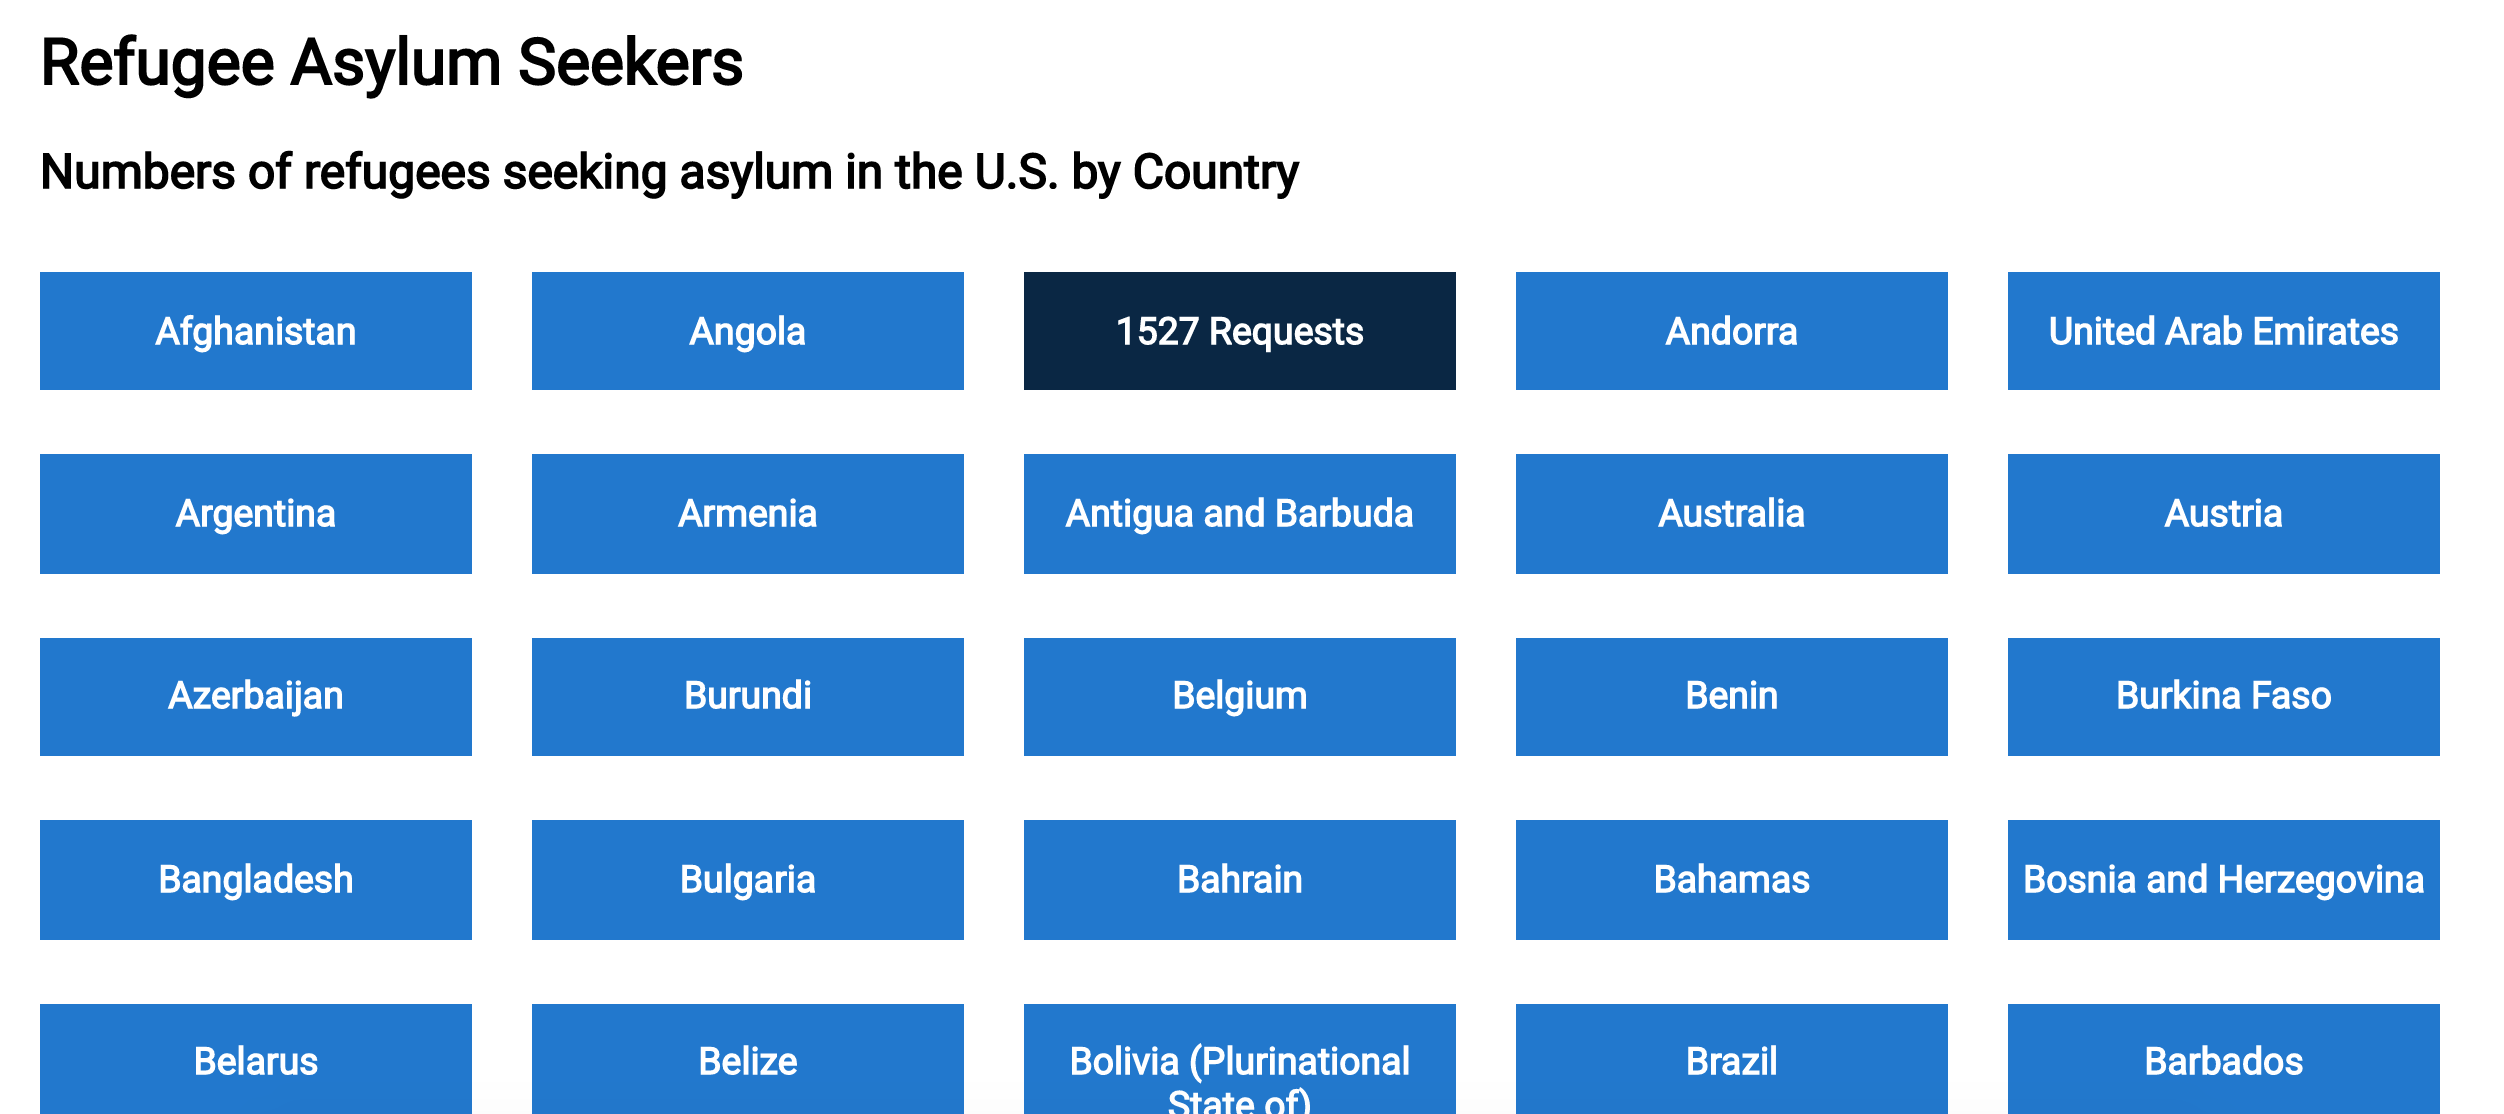 Refugee Asylum Seekers
Numbers of refugees seeking asylum in the U.S. by Country
Afghanistan
Angola
1527 Requests
Andorra
United Arab Emirates
Argentina
Armenia
Antigua and Barbuda
Australia
Austria
Azerbaijan
Burundi
Belgium
Benin
Burkina Faso
Bangladesh
Bulgaria
Bahrain
Bahamas
Bosnia and Herzegovina
Belarus
Belize
Bolivia (Plurinational
State of)
Brazil
Barbados